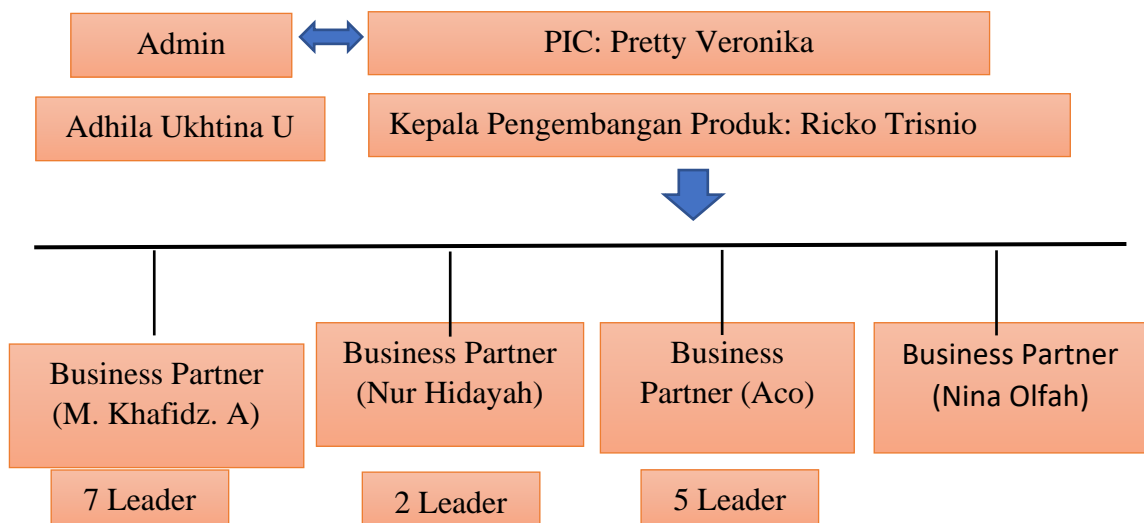 Admin
PIC: Pretty Veronika
Adhila Ukhtina U
Kepala Pengembangan Produk: Ricko Trisnio
Business Partner
(M. Khafidz. A)
Business Partner
(Nur Hidayah)
Business
Partner (Aco)
Business Partner
(Nina Olfah)
7 Leader
2 Leader
5 Leader